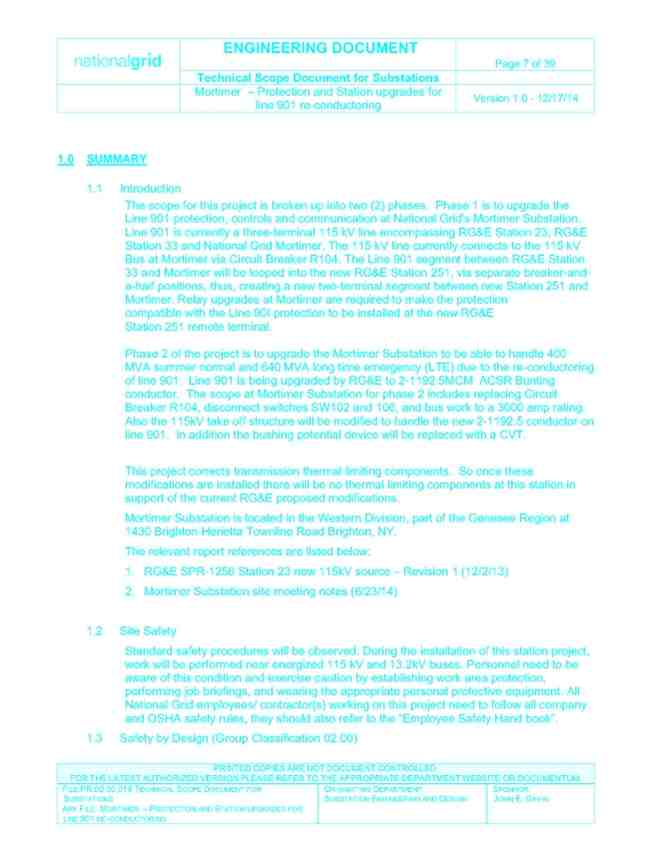 nationalgrid
ENGINEERING DOCUMENT
Page 7 of 39
Technical Scope Document for Substations
Mortimer – Protection and Station upgrades for
line 901 re-conductoring
Version 1.0 - 12/17/14
1.0 SUMMARY
1.1 Introduction
The scope for this project is broken up into two (2) phases. Phase 1 is to upgrade the
Line 901 protection, controls and communication at National Grid's Mortimer Substation.
Line 901 is currently a three-terminal 115 kV line encompassing RG&E Station 23, RG&E
Station 33 and National Grid Mortimer. The 115 kV line currently connects to the 115 kV
Bus at Mortimer via Circuit Breaker R104. The Line 901 segment between RG&E Station
33 and Mortimer will be looped into the new RG&E Station 251, via separate breaker-and-
a-half positions, thus, creating a new two-terminal segment between new Station 251 and
Mortimer. Relay upgrades at Mortimer are required to make the protection
compatible with the Line 90l protection to be installed at the new RG&E
Station 251 remote terminal.
Phase 2 of the project is to upgrade the Mortimer Substation to be able to handle 400
MVA summer normal and 640 MVA long time emergency (LTE) due to the re-conductoring
of line 901. Line 901 is being upgraded by RG&E to 2-1192.5MCM ACSR Bunting
conductor. The scope at Mortimer Substation for phase 2 includes replacing Circuit
Breaker R104, disconnect switches SW102 and 106, and bus work to a 3000 amp rating.
Also the 115kV take off structure will be modified to handle the new 2-1192.5 conductor on
line 901. In addition the bushing potential device will be replaced with a CVT.
This project corrects transmission thermal limiting components. So once these
modifications are installed there will be no thermal limiting components at this station in
support of the current RG&E proposed modifications.
Mortimer Substation is located in the Western Division, part of the Genesee Region at
1430 Brighton-Henrietta Townline Road Brighton, NY.
The relevant report references are listed below:
1. RG&E SPR-1256 Station 23 new 115kV source – Revision 1 (12/2/13)
2. Mortimer Substation site meeting notes (6/23/14)
1.2 Site Safety
Standard safety procedures will be observed. During the installation of this station project,
work will be performed near energized 115 kV and 13.2kV buses. Personnel need to be
aware of this condition and exercise caution by establishing work area protection,
performing job briefings, and wearing the appropriate personal protective equipment. All
National Grid employees/ contractor(s) working on this project need to follow all company
and OSHA safety rules, they should also refer to the "Employee Safety Hand book".
1.3 Safety by Design (Group Classification 02.00)
PRINTED COPIES ARE NOT DOCUMENT CONTROLLED.
FOR THE LATEST AUTHORIZED VERSION PLEASE REFER TO THE APPROPRIATE DEPARTMENT WEBSITE OR DOCUMENTUM.
FILE: TECHNICAL SCOPE DOCUMENT FOR
SUBSTATIONS
ORIGINATING DEPARTMENT:
SUBSTATION ENGINEERING AND DESIGN
SPONSOR:
JOHN E.
MORTIMER – PROTECTION AND STATION UPGRADES FOR
LINE 901 RE-CONDUCTORING